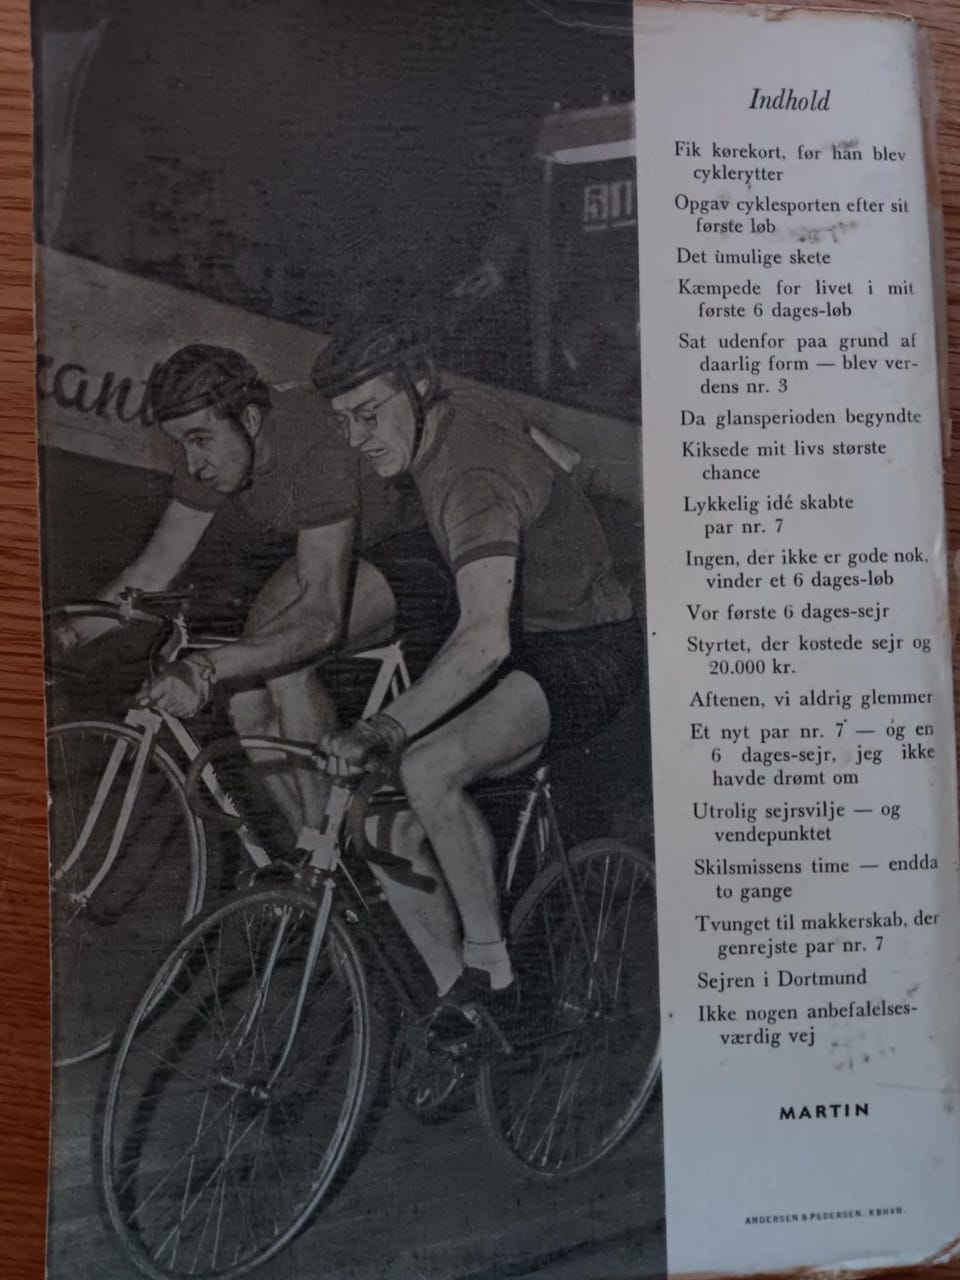 Indhold
Fik kørekort, før han blev
cyklerytter
Opgav cyklesporten efter sit
første løb
Det umulige skete
Kæmpede for livet i mit
første 6 dages-løb
Sat udenfor paa grund af
daarlig form — blev ver-
dens nr. 3
Da glansperioden begyndte
Kiksede mit livs største
chance
Lykkelig idé skabte
par nr. 7
Ingen, der ikke er gode nok,
vinder et 6 dages-løb
Vor første 6 dages-sejr
Styrtet, der kostede sejr og
20.000 kr.
Aftenen, vi aldrig glemmer
Et nyt par nr. 7 — og en
6 dages-sejr, jeg ikke
havde drømt om
Utrolig sejrsvilje — og
vendepunktet
Skilsmissens time — endda
to gange
Tvunget til makkerskab, der
genrejste par nr. 7
Sejren i Dortmund
Ikke nogen anbefalelses-
værdig vej
MARTIN
ANDERSEN & PEDERSEN, KBHVN.